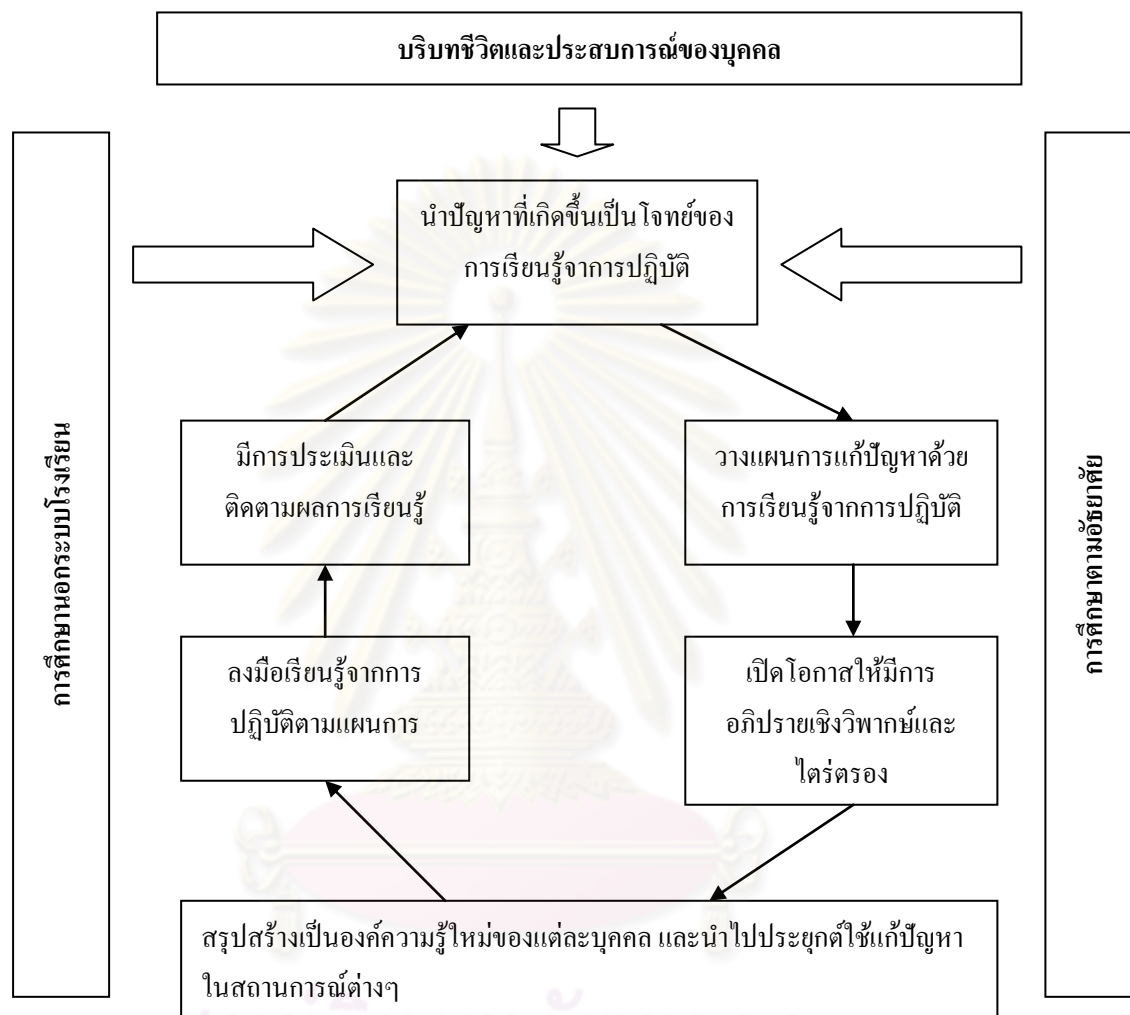 บริบทชีวิตและประสบการณ์ของบุคคล
นำปัญหาที่เกิดขึ้นเป็นโจทย์ของ
การเรียนรู้จาการปฏิบัติ
การศึกษานอกระบบโรงเรียน
การศึกษาตามอัธยาศัย
มีการประเมินและ
ติดตามผลการเรียนรู้
วางแผนการแก้ปัญหาด้วย
การเรียนรู้จากการปฏิบัติ
ลงมือเรียนรู้จากการ
ปฏิบัติตามแผนการ
เปิดโอกาสให้มีการ
อภิปรายเชิงวิพากษ์และ
ไตร่ตรอง
สรุปสร้างเป็นองค์ความรู้ใหม่ของแต่ละบุคคล และนำไปประยุกต์ใช้แก้ปัญหา
ในสถานการณ์ต่างๆ